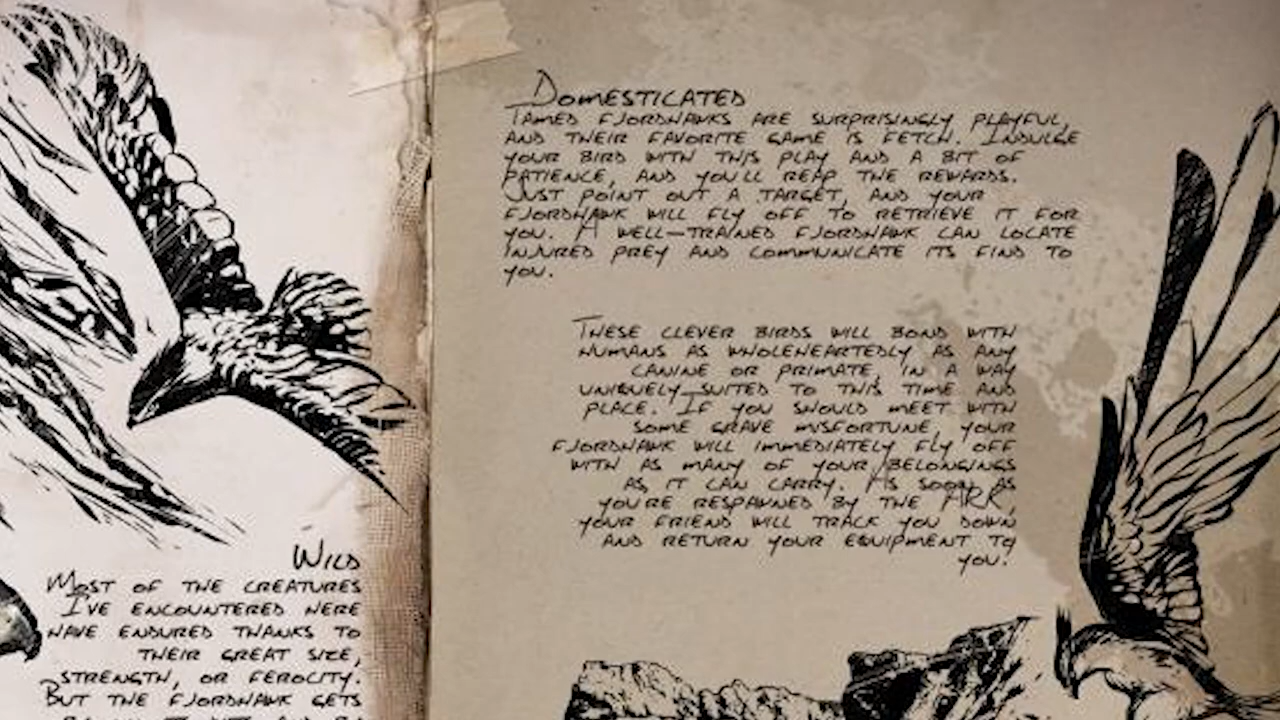 Wild
Most of the creatures
I've encountered here
have endured thanks to
their great size,
strength, or ferocity.
But the Fjordhawk gets
Domesticated
Tamed Fjordhawks are surprisingly playful,
and their favorite game is fetch. Indulge
your bird with this play and a bit of
patience, and you'll reap the rewards.
Just point out a target, and your
Fjordhawk will fly off to retrieve it for
you. A well-trained Fjordhawk can locate
injured prey and communicate its find to
you.
These clever birds will bond with
humans as wholeheartedly as any
canine or primate, in a way
uniquely suited to this time and
place. If you should meet with
some grave misfortune, your
Fjordhawk will immediately fly off
with as many of your belongings
as it can carry. As soon as
you're respawned by the ARK,
your friend will track you down
and return your equipment to
you.